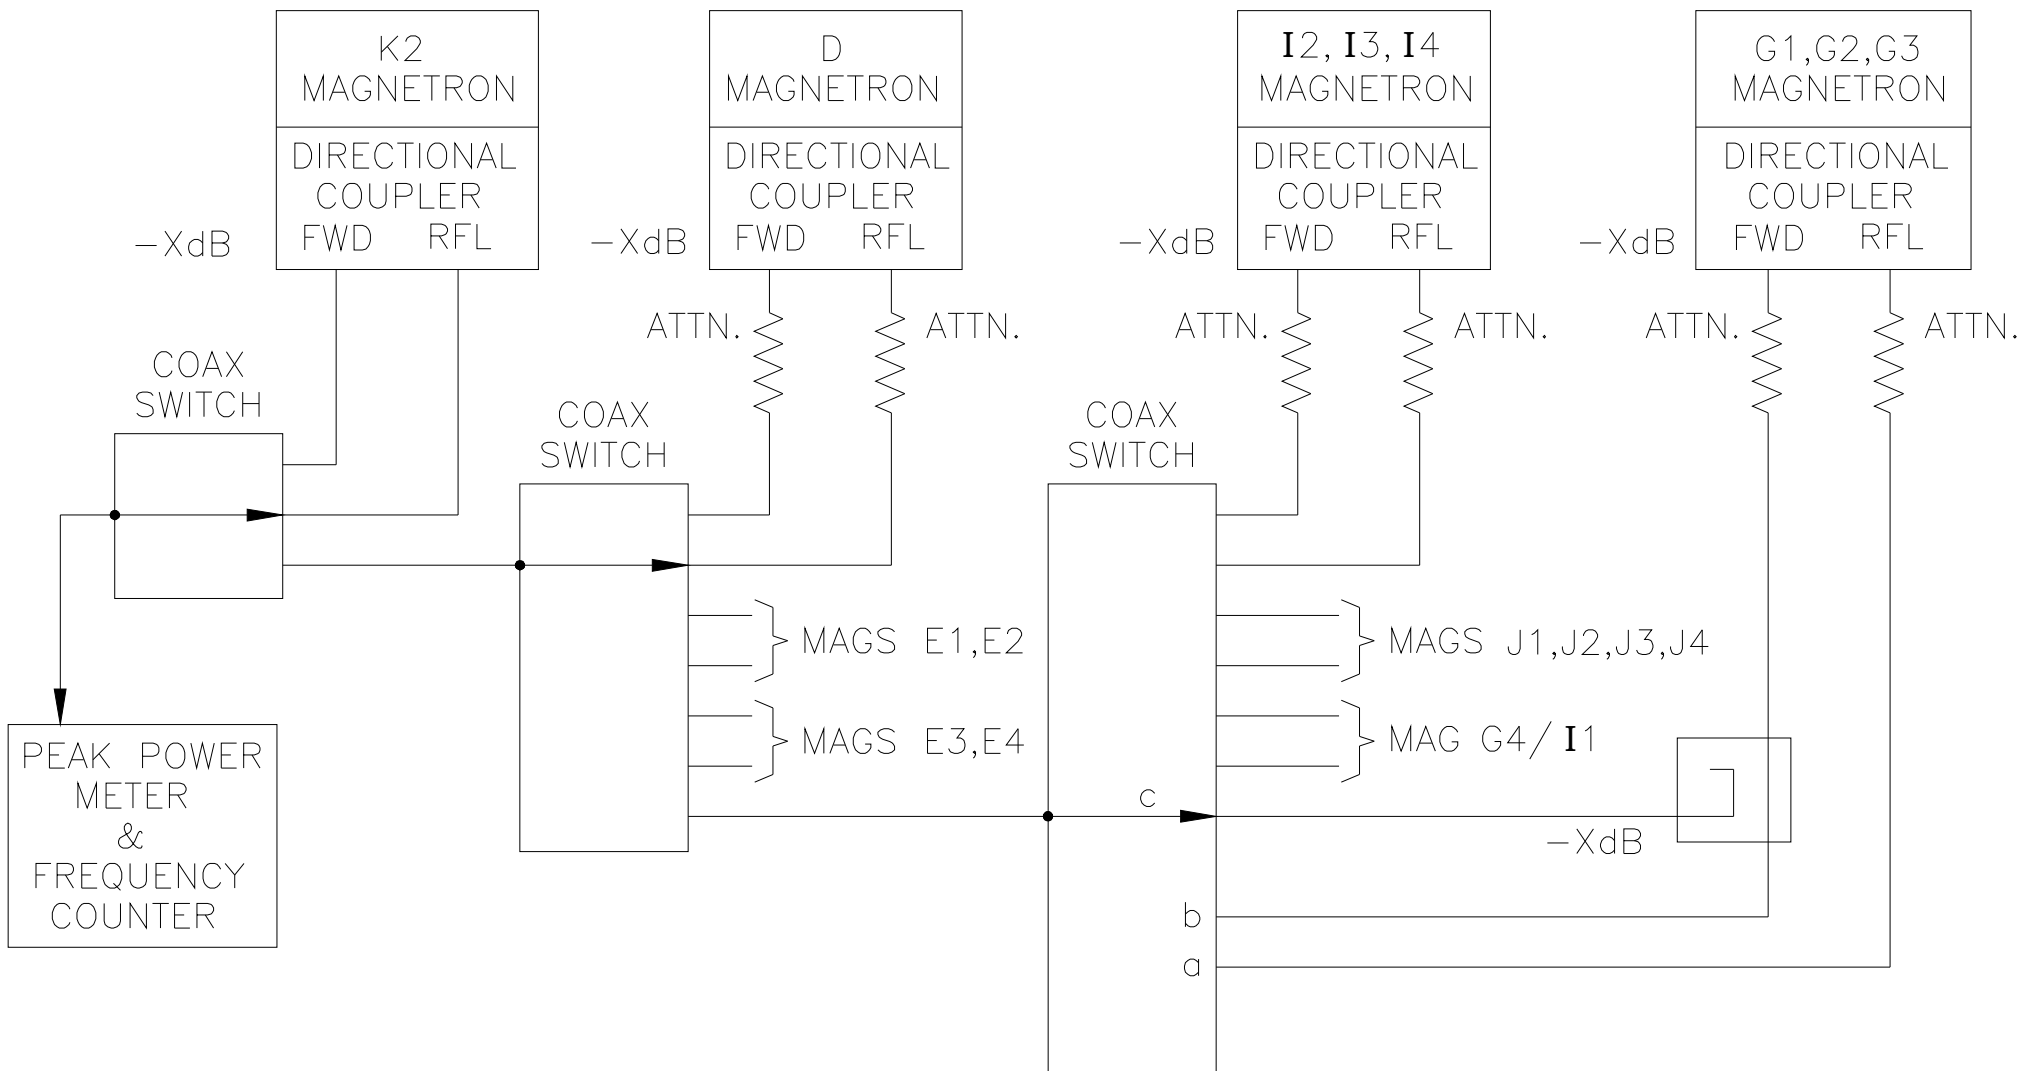 K2
MAGNETRON
DIRECTIONAL
COUPLER
FWD RFL
-XdB
D
MAGNETRON
DIRECTIONAL
COUPLER
FWD RFL
-XdB
I2, I3, I4
MAGNETRON
DIRECTIONAL
COUPLER
FWD RFL
-XdB
G1,G2,G3
MAGNETRON
DIRECTIONAL
COUPLER
FWD RFL
-XdB
ATTN.
ATTN.
ATTN.
ATTN.
ATTN.
ATTN.
COAX
SWITCH
COAX
SWITCH
COAX
SWITCH
MAGS E1,E2
MAGS J1,J2,J3,J4
MAGS E3,E4
MAG G4/I1
c
-XdB
b
a
PEAK POWER
METER
&
FREQUENCY
COUNTER